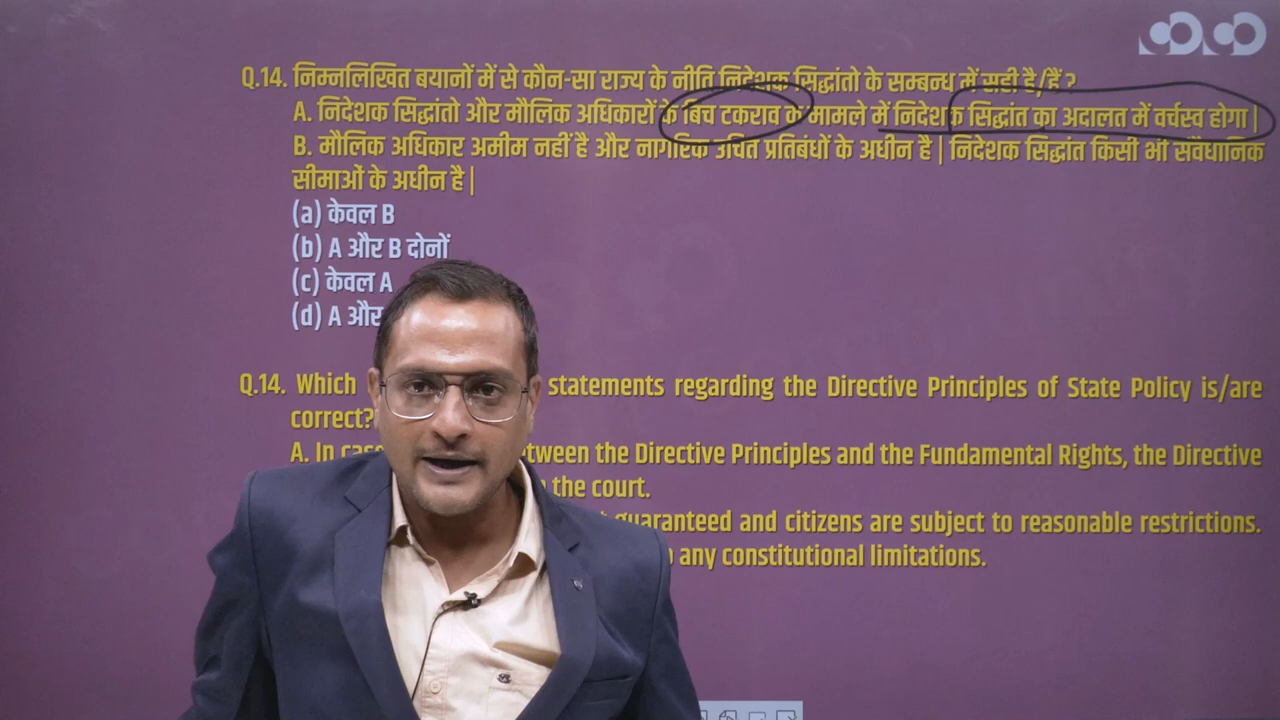 Q.14. निम्नलिखित बयानों में से कौन-सा राज्य के नीति निदेशक सिद्धांतो के सम्बन्ध में सही है/हैं ?
A. निदेशक सिद्धांतो और मौलिक अधिकारों के बिच टकराव के मामले में निदेशक सिद्धांत का अदालत में वर्चस्व होगा |
B. मौलिक अधिकार अमीम नहीं है और नागरिक उचित प्रतिबंधों के अधीन है | निदेशक सिद्धांत किसी भी संवैधानिक
सीमाओं के अधीन है |
(a) केवल B
(b) A और B दोनों
(c) केवल A
(d) A और
Q.14. Which statements regarding the Directive Principles of State Policy is/are
correct?
A. In case between the Directive Principles and the Fundamental Rights, the Directive
the court.
guaranteed and citizens are subject to reasonable restrictions.
any constitutional limitations.